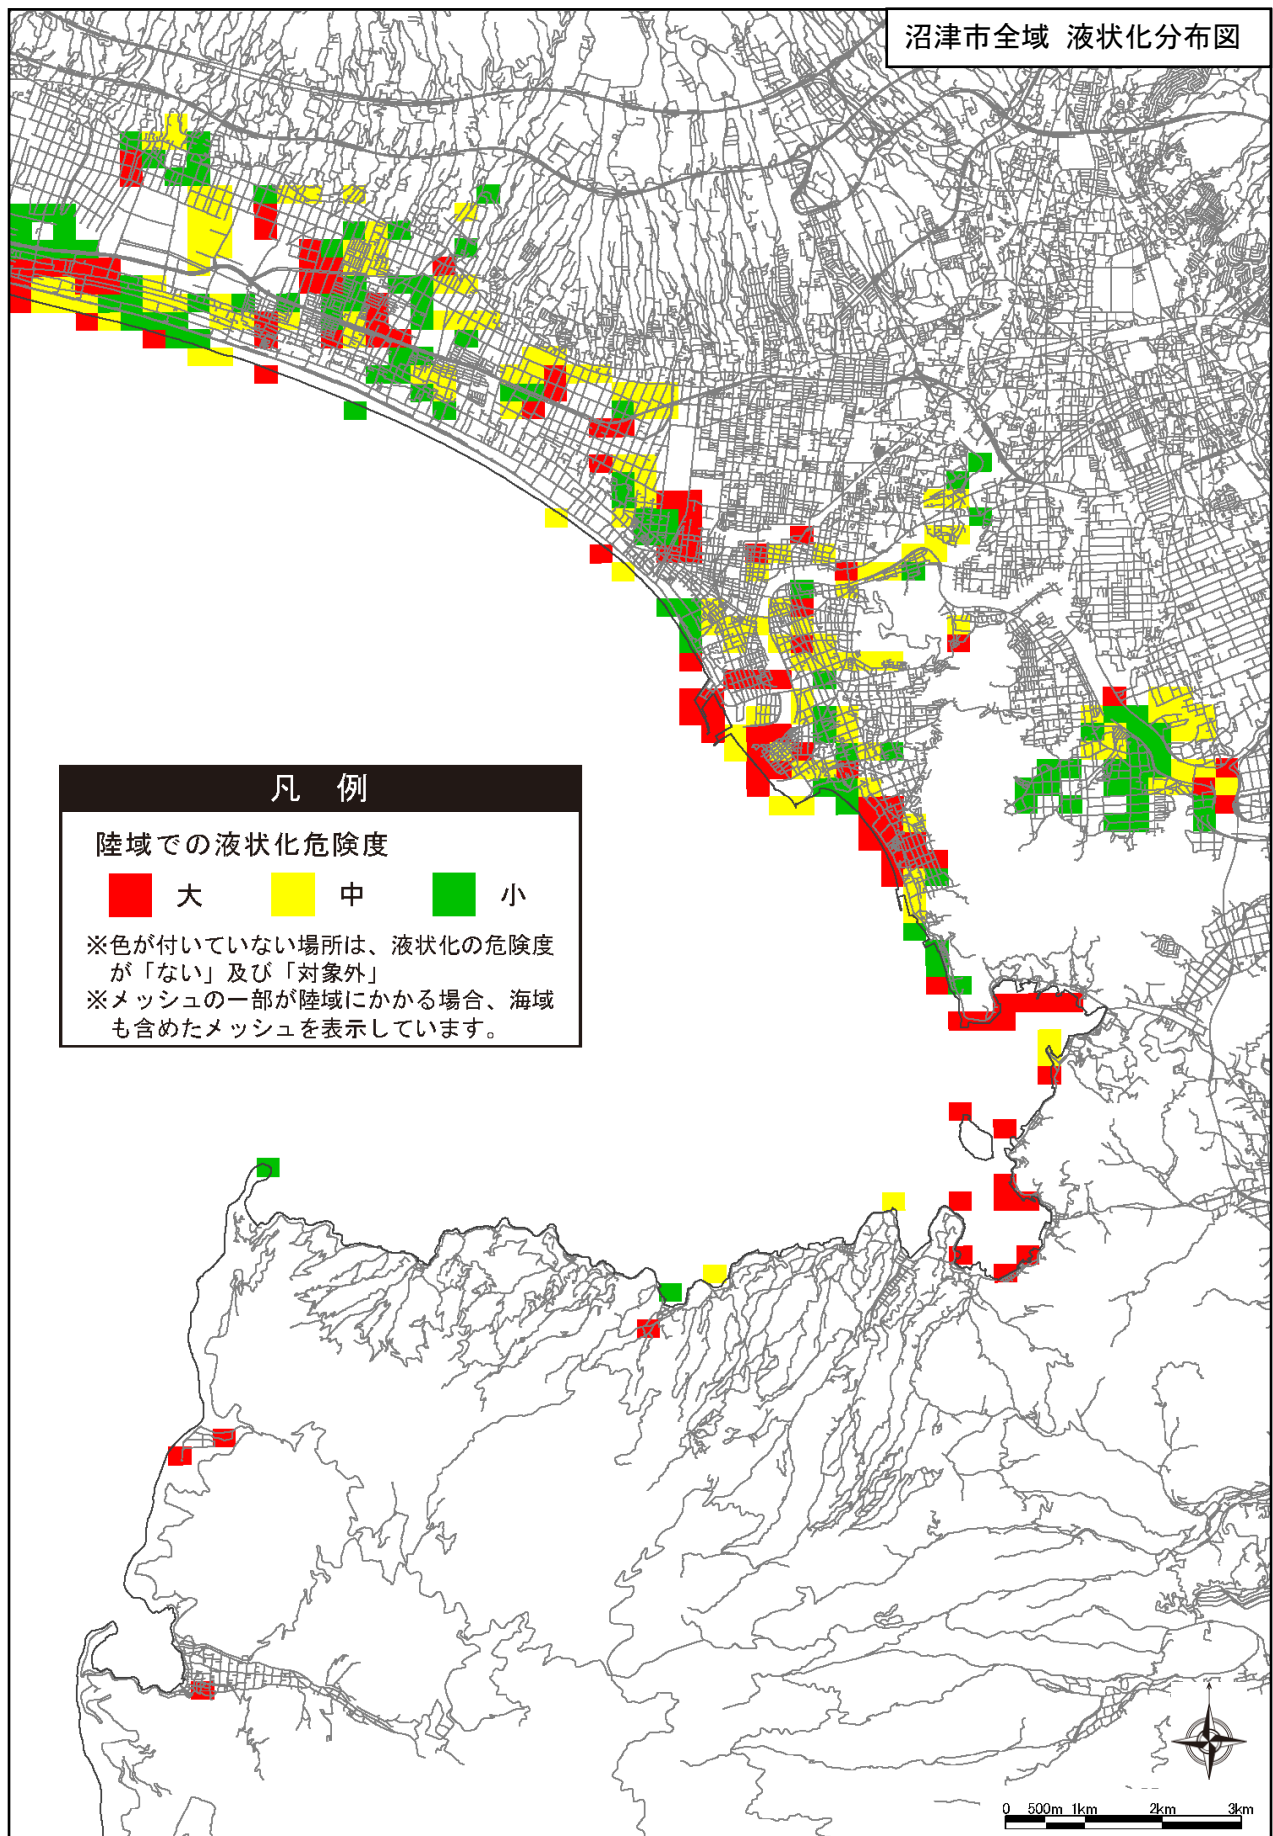 沼津市全域 液状化分布図
凡 例
陸域での液状化危険度
大 中 小
※色が付いていない場所は、液状化の危険度
が「ない」及び「対象外」
※メッシュの一部が陸域にかかる場合、海域
も含めたメッシュを表示しています。
0 500m 1km 2km 3km